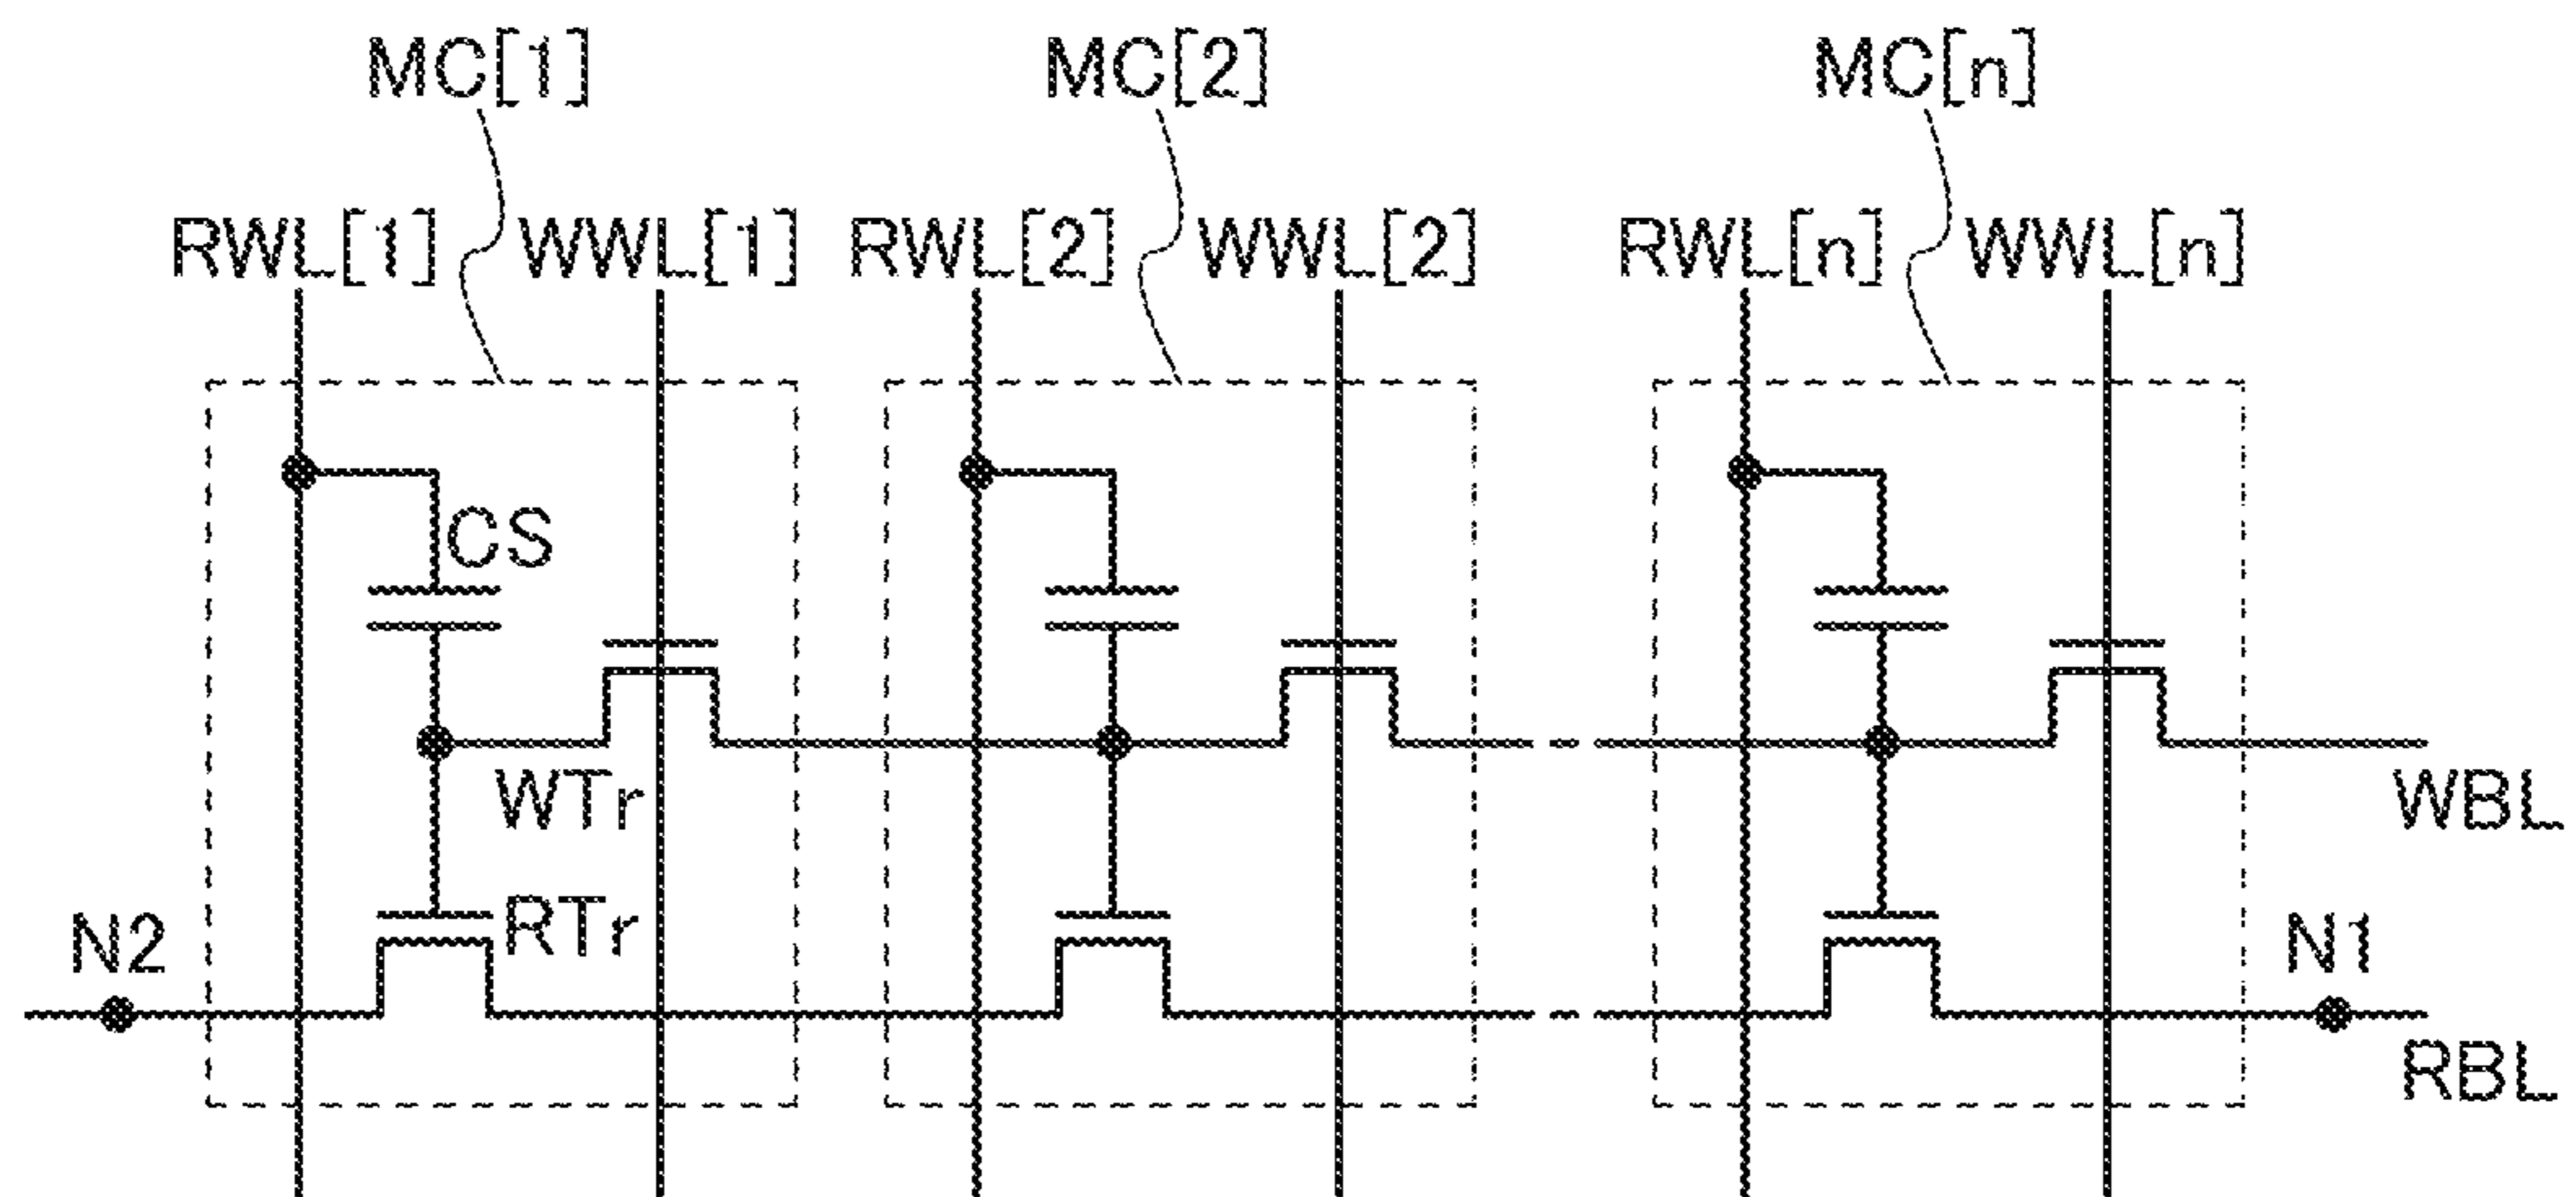 MC[1] MC[2] MC[n]
RWL[1] WWL[1] RWL[2] WWL[2] RWL[n] WWL[n]
CS
WTr
WBL
RTr
N2
N1
RBL